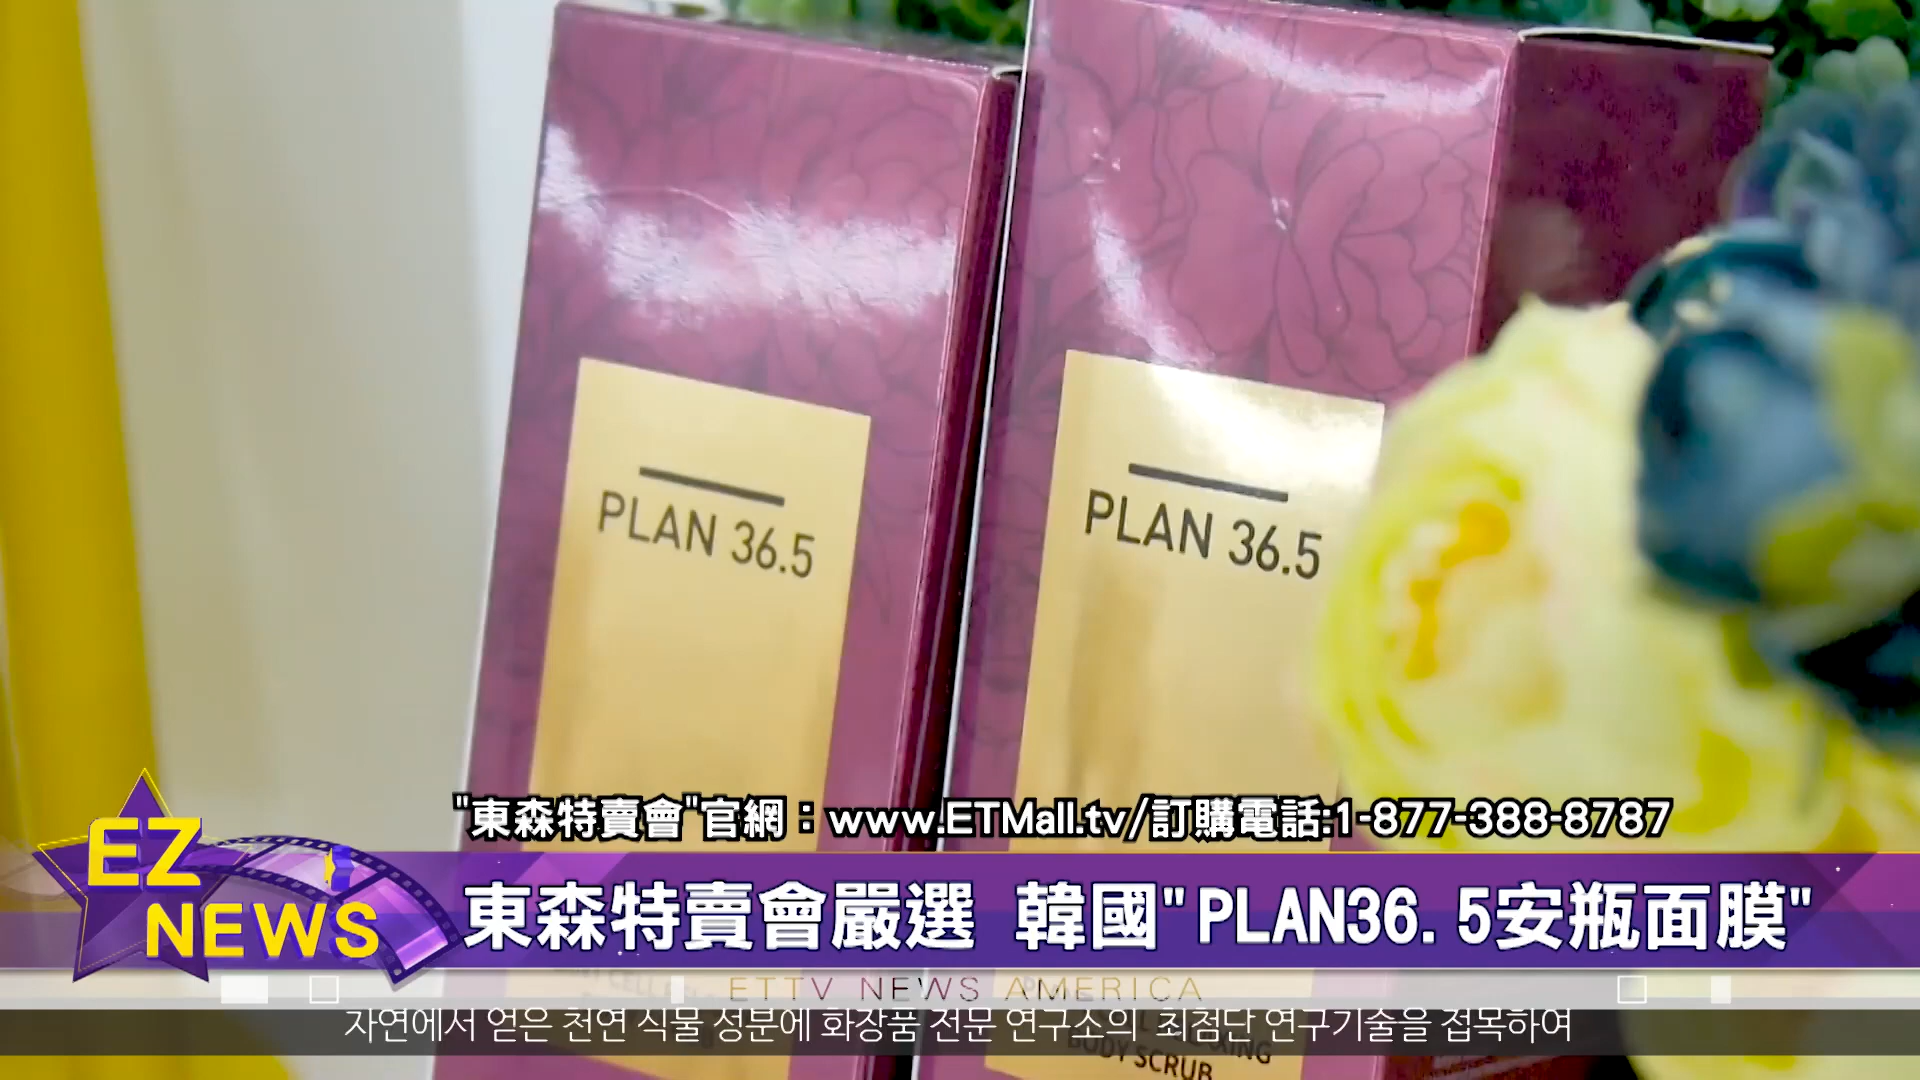 PLAN 36.5
PLAN 36.5
"東森特賣會"官網：www.ETMall.tv/訂購電話:1-877-388-8787
EZ
NEWS
東森特賣會嚴選 韓國"PLAN36.5安瓶面膜"
ETTV NEWS AMERICA
자연에서 얻은 천연 식물 성분에 화장품 전문 연구소의 최첨단 연구기술을 접목하여
BODY SCRUB